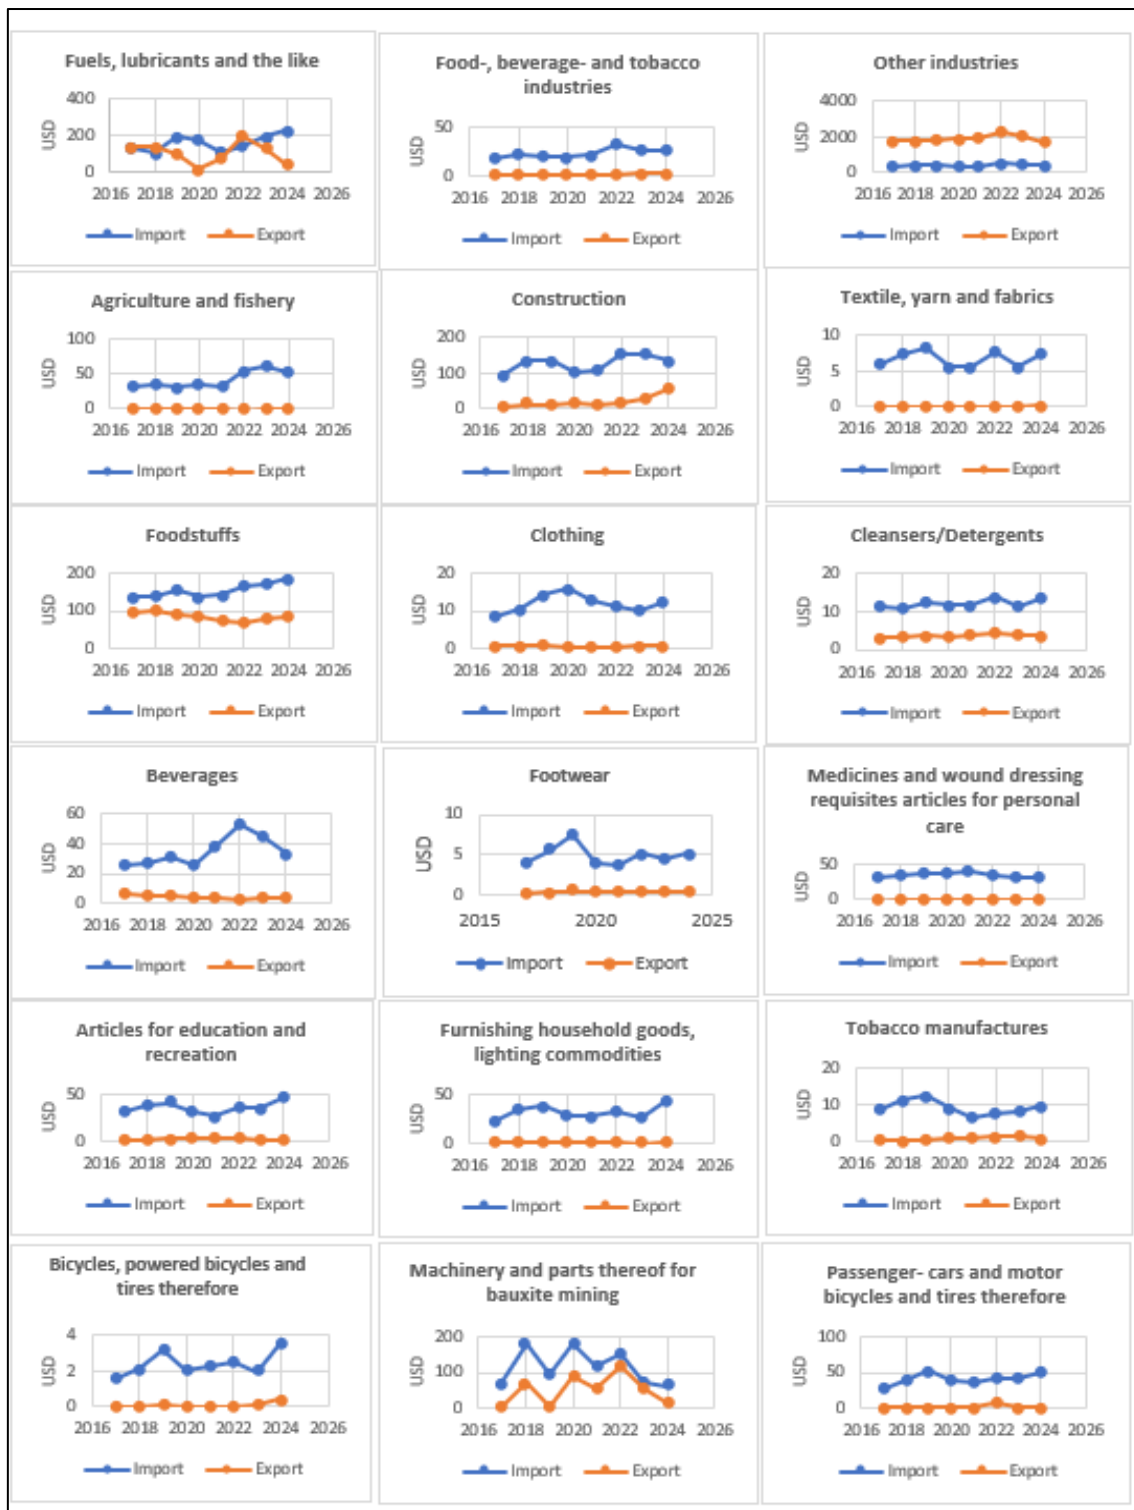 Fuels, lubricants and the like
400
200
0
USD
2016 2018 2020 2022 2024 2026
Import Export
Food-, beverage- and tobacco
industries
50
0
USD
2016 2018 2020 2022 2024 2026
Import Export
Other industries
4000
2000
0
USD
2016 2018 2020 2022 2024 2026
Import Export
Agriculture and fishery
100
50
0
USD
2016 2018 2020 2022 2024 2026
Import Export
Construction
200
100
0
USD
2016 2018 2020 2022 2024 2026
Import Export
Textile, yarn and fabrics
10
5
0
USD
2016 2018 2020 2022 2024 2026
Import Export
Foodstuffs
200
100
0
USD
2016 2018 2020 2022 2024 2026
Import Export
Clothing
20
10
0
USD
2016 2018 2020 2022 2024 2026
Import Export
Cleansers/Detergents
20
10
0
USD
2016 2018 2020 2022 2024 2026
Import Export
Beverages
60
40
20
0
USD
2016 2018 2020 2022 2024 2026
Import Export
Footwear
10
5
0
USD
2015 2020 2025
Import Export
Medicines and wound dressing
requisites articles for personal
care
50
0
USD
2016 2018 2020 2022 2024 2026
Import Export
Articles for education and
recreation
50
0
USD
2016 2018 2020 2022 2024 2026
Import Export
Furnishing household goods,
lighting commodities
50
0
USD
2016 2018 2020 2022 2024 2026
Import Export
Tobacco manufactures
20
10
0
USD
2016 2018 2020 2022 2024 2026
Import Export
Bicycles, powered bicycles and
tires therefore
4
2
0
USD
2016 2018 2020 2022 2024 2026
Import Export
Machinery and parts thereof for
bauxite mining
200
100
0
USD
2016 2018 2020 2022 2024 2026
Import Export
Passenger- cars and motor
bicycles and tires therefore
100
50
0
USD
2016 2018 2020 2022 2024 2026
Import Export